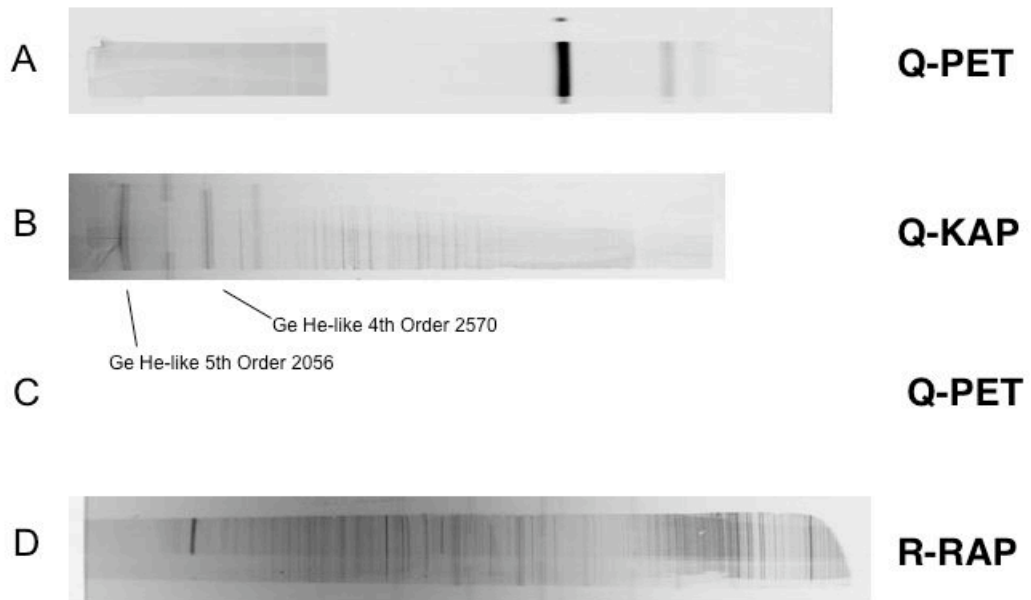 A Q-PET
B Q-KAP
Ge He-like 4th Order 2570
Ge He-like 5th Order 2056
C Q-PET
D R-RAP